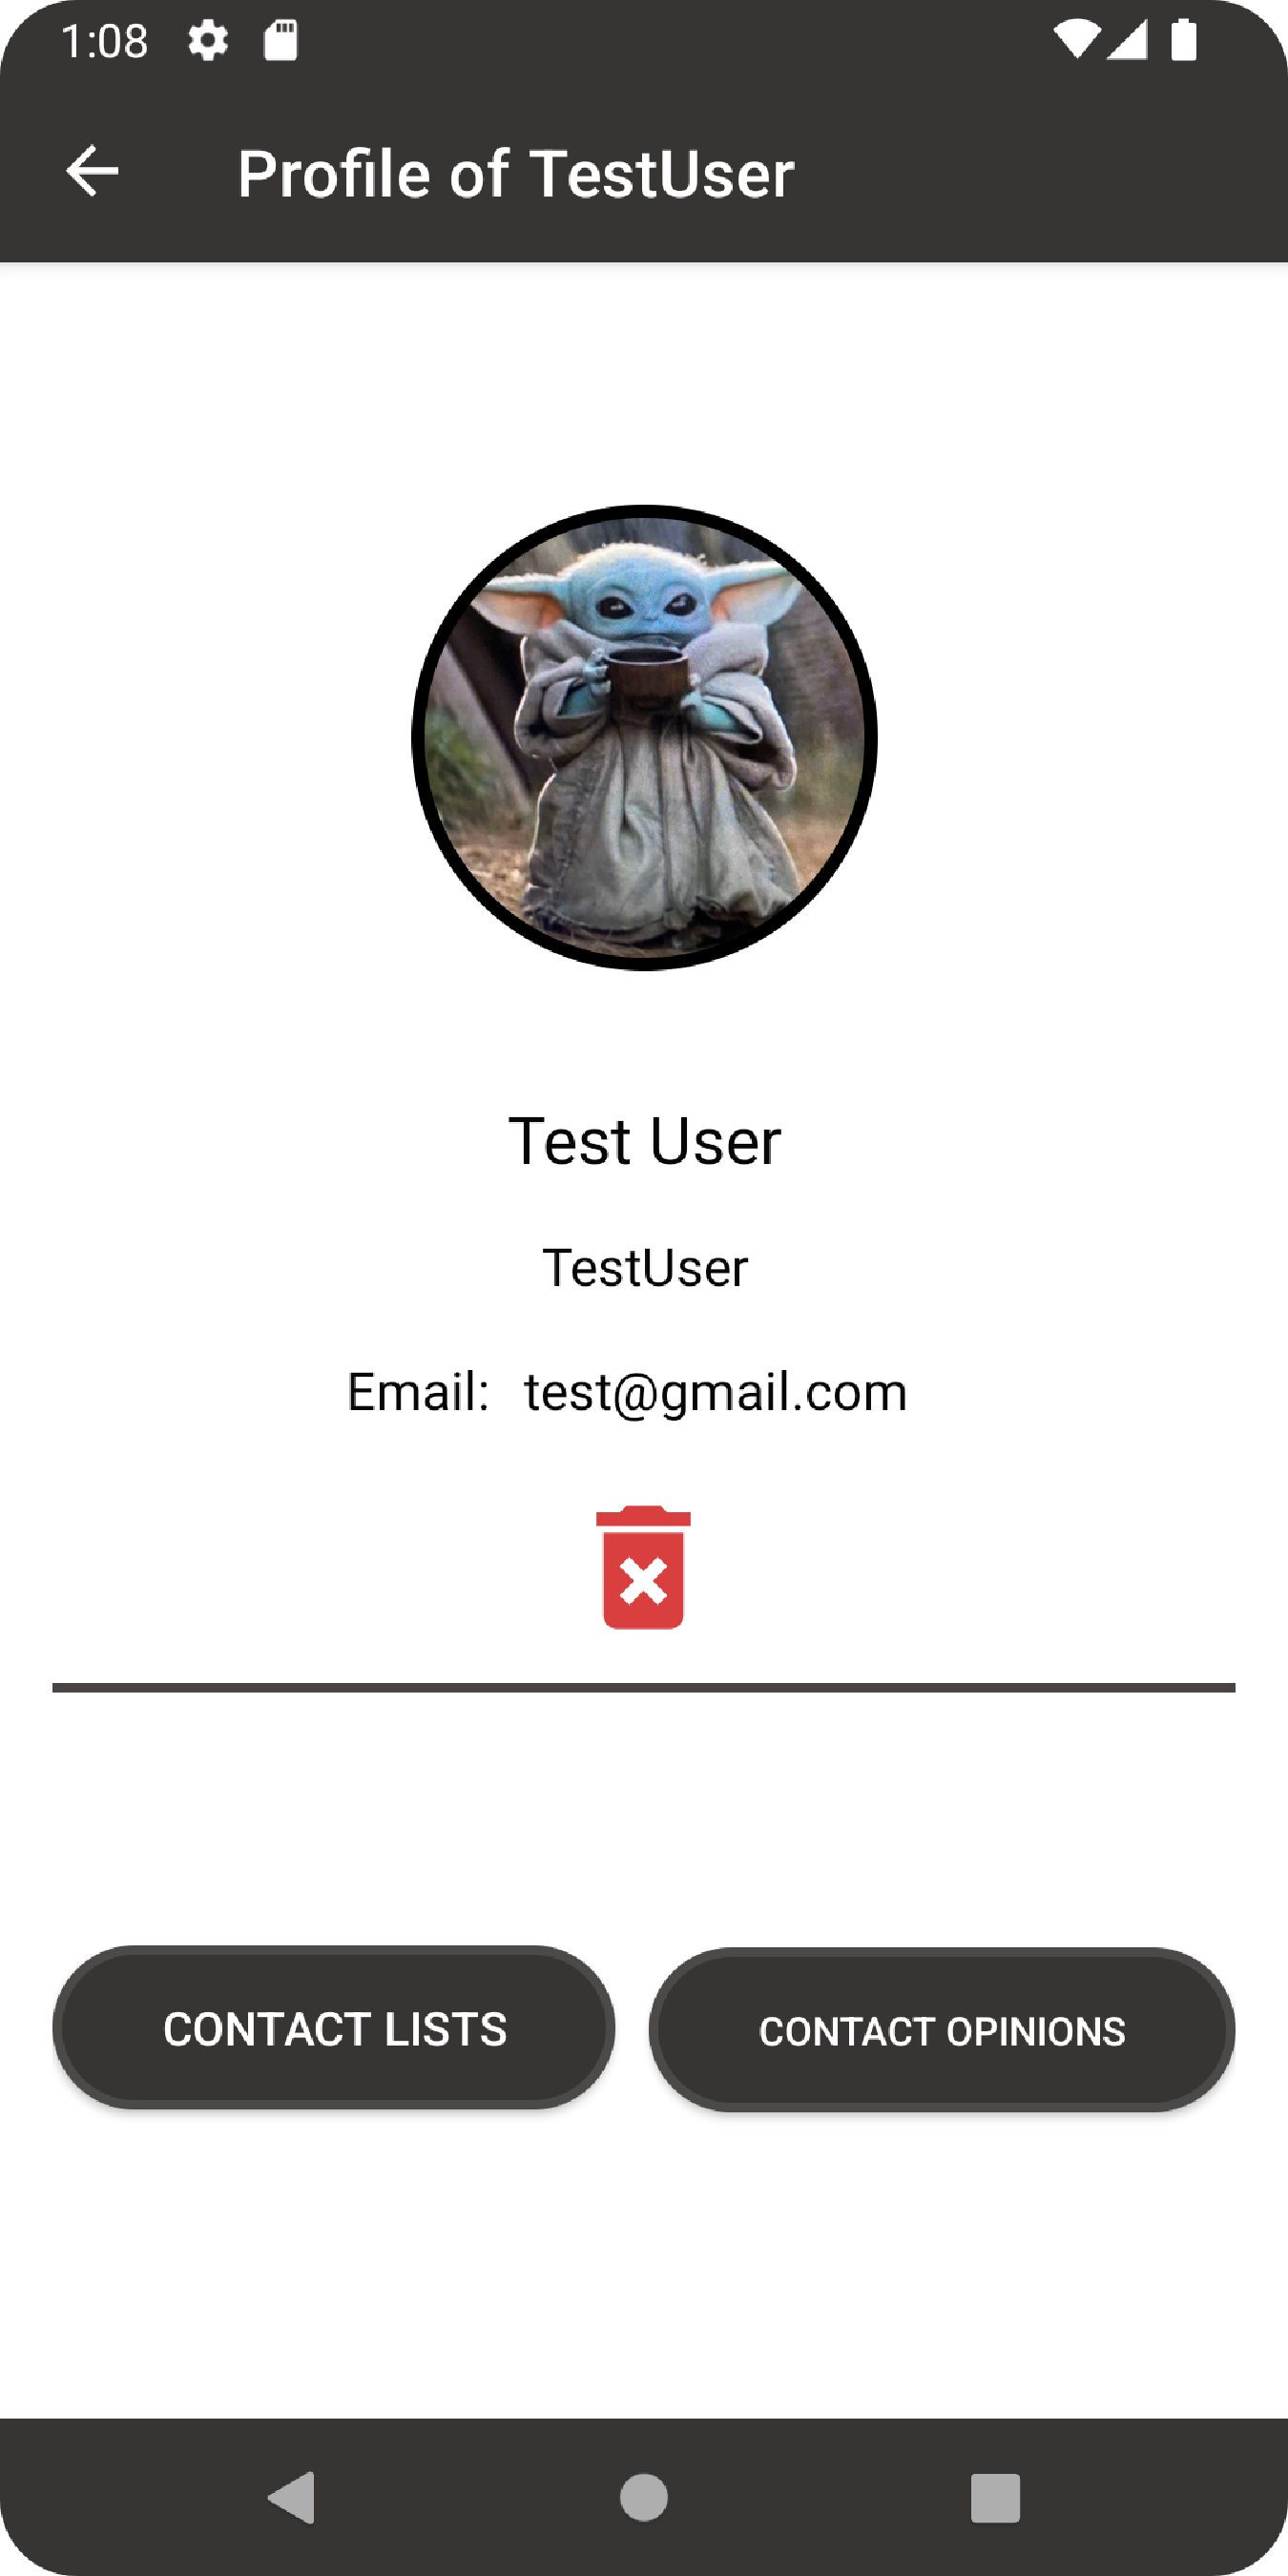 1:08
Profile of TestUser
Test User
TestUser
Email: test@gmail.com
CONTACT LISTS
CONTACT OPINIONS